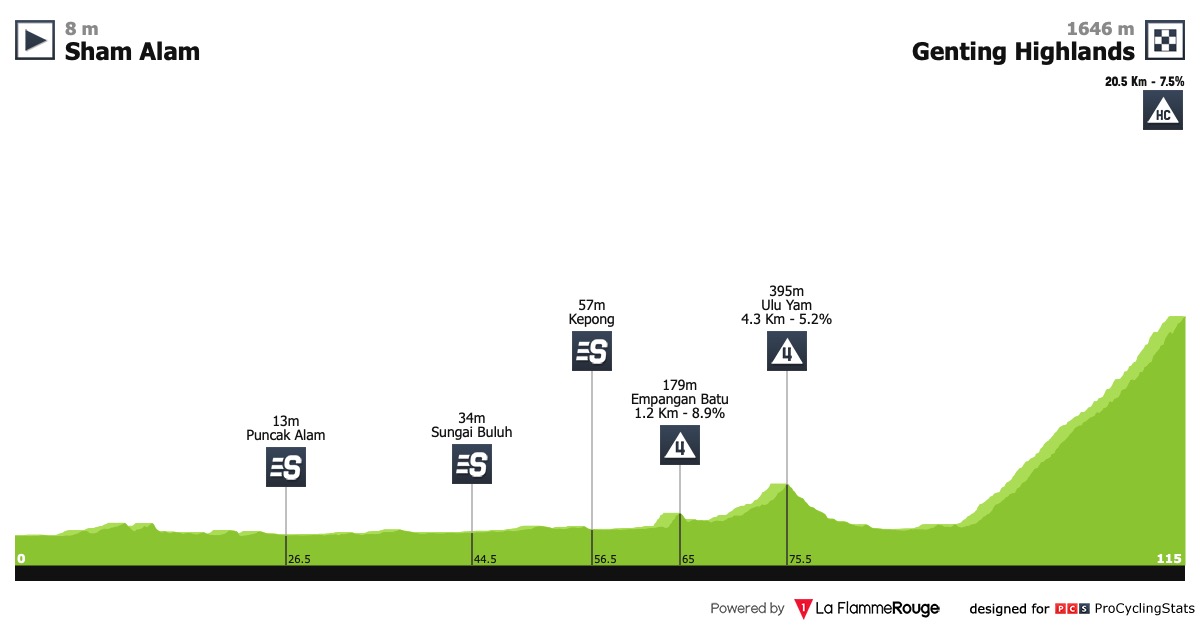 8 m
Sham Alam
1646 m
Genting Highlands
20.5 Km - 7.5%
HC
395m
Ulu Yam
4.3 Km - 5.2%
4
57m
Kepong
S
179m
Empangan Batu
1.2 Km - 8.9%
4
34m
Sungai Buluh
S
13m
Puncak Alam
S
0
26.5
44.5
56.5
65
75.5
115
Powered by 1 La FlammeRouge designed for PCS ProCyclingStats